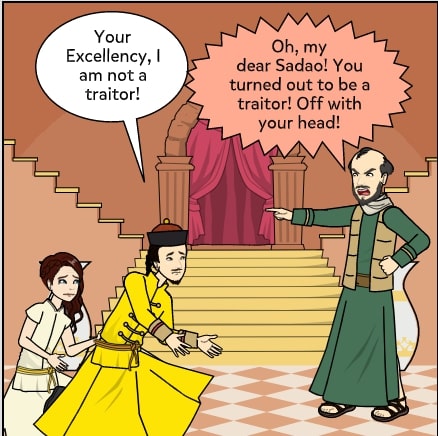 Your
Excellency, I
am not a
traitor!
Oh, my
dear Sadao! You
turned out to be a
traitor! Off with
your head!